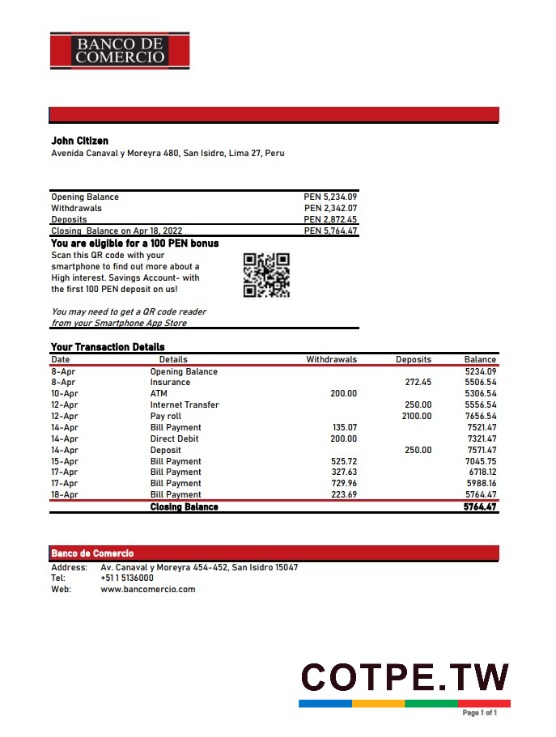 BANCO DE
COMERCIO
John Citizen
Avenida Canaval y Moreyra 480, San Isidro, Lima 27, Peru
Opening Balance PEN 5,234.09
Withdrawals PEN 2,342.07
Deposits PEN 2,872.45
Closing Balance on Apr 18, 2022 PEN 5,764.47
You are eligible for a 100 PEN bonus
Scan this QR code with your
smartphone to find out more about a
High interest. Savings Account- with
the first 100 PEN deposit on us!
You may need to get a QR code reader
from your Smartphone App Store
Your Transaction Details
Date Details Withdrawals Deposits Balance
8-Apr Opening Balance 5234.09
8-Apr Insurance 272.45 5506.54
10-Apr ATM 200.00 5306.54
12-Apr Internet Transfer 250.00 5556.54
12-Apr Pay roll 2100.00 7656.54
14-Apr Bill Payment 135.07 7521.47
14-Apr Direct Debit 200.00 7321.47
14-Apr Deposit 250.00 7571.47
15-Apr Bill Payment 525.72 7045.75
17-Apr Bill Payment 327.63 6718.12
17-Apr Bill Payment 729.96 5988.16
18-Apr Bill Payment 223.69 5764.47
Closing Balance 5764.47
Banco de Comercio
Address: Av. Canaval y Moreyra 454-452, San Isidro 15047
Tel: +51 1 5136000
Web: www.bancomercio.com
COTPE.TW
Page 1 of 1